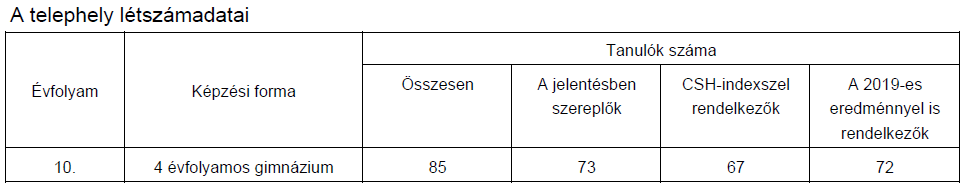 A telephely létszámadatai
Tanulók száma
Évfolyam
Képzési forma
Összesen
A jelentésben
szereplők
CSH-indexszel
rendelkezők
A 2019-es
eredménnyel is
rendelkezők
10. 4 évfolyamos gimnázium 85 73 67 72